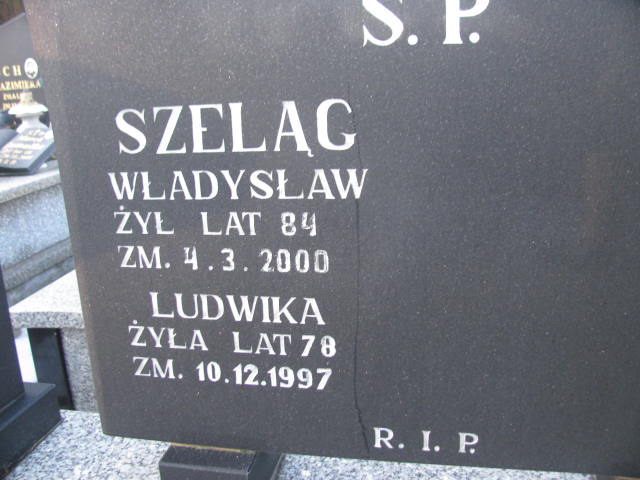 S. P.
SZELĄG
WŁADYSŁAW
ŻYŁ LAT 84
ZM. 4.3.2000
LUDWIKA
ŻYŁA LAT 78
ZM. 10.12.1997
R. I. P.